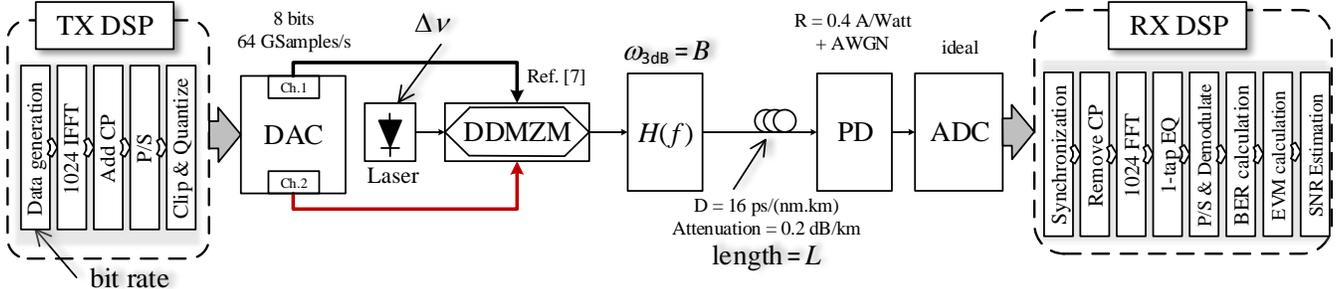 TX DSP
Data generation
1024 IFFT
Add CP
P/S
Clip & Quantize
bit rate
8 bits
64 GSamples/s
Ch.1
DAC
Ch.2
Δν
Laser
Ref. [7]
DDMZM
ω3dB = B
H(f)
D = 16 ps/(nm.km)
Attenuation = 0.2 dB/km
length = L
R = 0.4 A/Watt
+ AWGN
PD
ideal
ADC
RX DSP
Synchronization
Remove CP
1024 FFT
1-tap EQ
P/S & Demodulate
BER calculation
EVM calculation
SNR Estimation